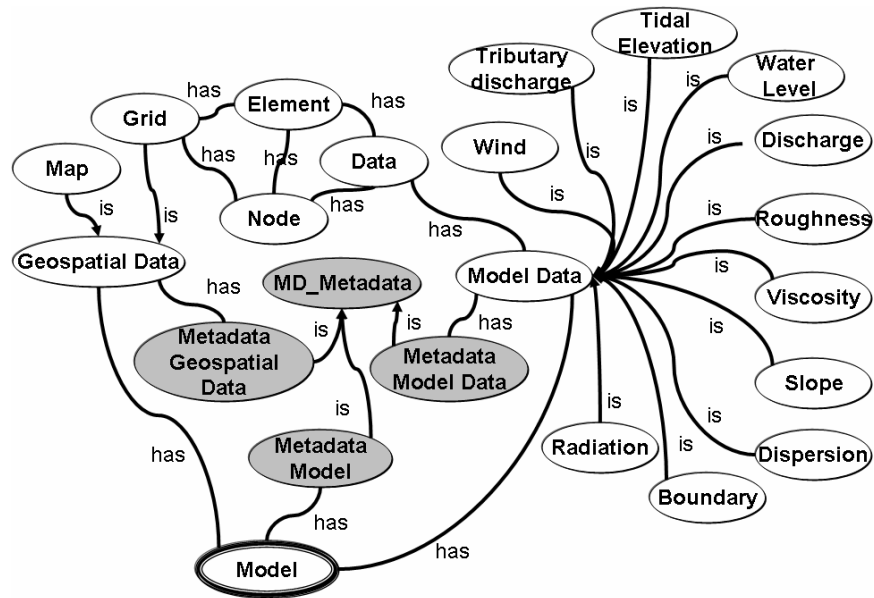 Tidal
Elevation
Tributary
discharge
is
Water
Level
has
Element
has
is
Grid
is
Discharge
Map
has
has
Data
Wind
is
is
is
Node
has
is
Roughness
is
is
has
Geospatial Data
has
MD_Metadata
Model Data
is
Viscosity
Metadata
Geospatial
Data
is
is
has
is
Metadata
Model Data
Slope
is
is
is
has
Metadata
Model
Radiation
is
Dispersion
Boundary
has
has
Model